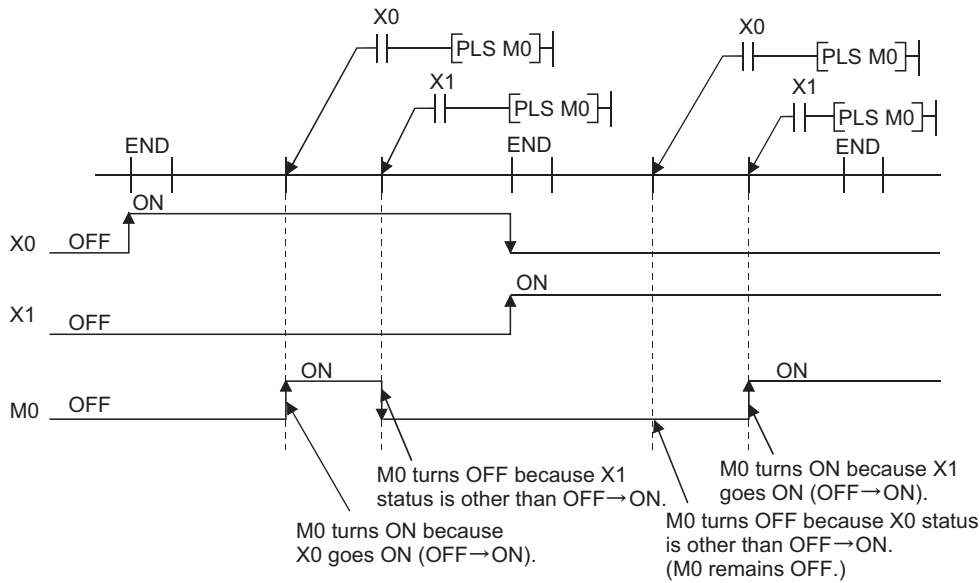 X0
[PLS M0]
X1
[PLS M0]
X0
[PLS M0]
X1
[PLS M0]
END
END
END
X0
OFF
ON
X1
OFF
ON
M0
OFF
ON
ON
M0 turns OFF because X1
status is other than OFF→ON.
M0 turns ON because
X0 goes ON (OFF→ON).
M0 turns ON because X1
goes ON (OFF→ON).
M0 turns OFF because X0 status
is other than OFF→ON.
(M0 remains OFF.)